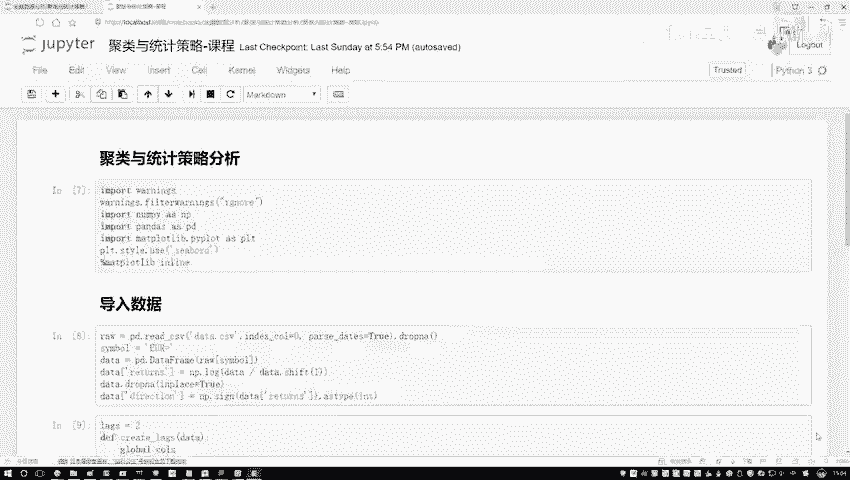 jupyter 聚类与统计策略-课程 Last Checkpoint: Last Sunday at 5:54 PM (autosaved)
Logout
File Edit View Insert Cell Kernel Widgets Help
Trusted
Python 3
Markdown
聚类与统计策略分析
In [7]:
import warnings
warnings.filterwarnings("ignore")
import numpy as np
import pandas as pd
import matplotlib.pyplot as plt
plt.style.use('seaborn')
%matplotlib inline
导入数据
In [8]:
raw = pd.read_csv('data.csv', index_col=0, parse_dates=True).dropna()
symbol = 'EUR='
data = pd.DataFrame(raw[symbol])
data['returns'] = np.log(data / data.shift(1))
data.dropna(inplace=True)
data['direction'] = np.sign(data['returns']).astype(int)
In [9]:
lags = 2
def create_lags(data):
global cols
15:04